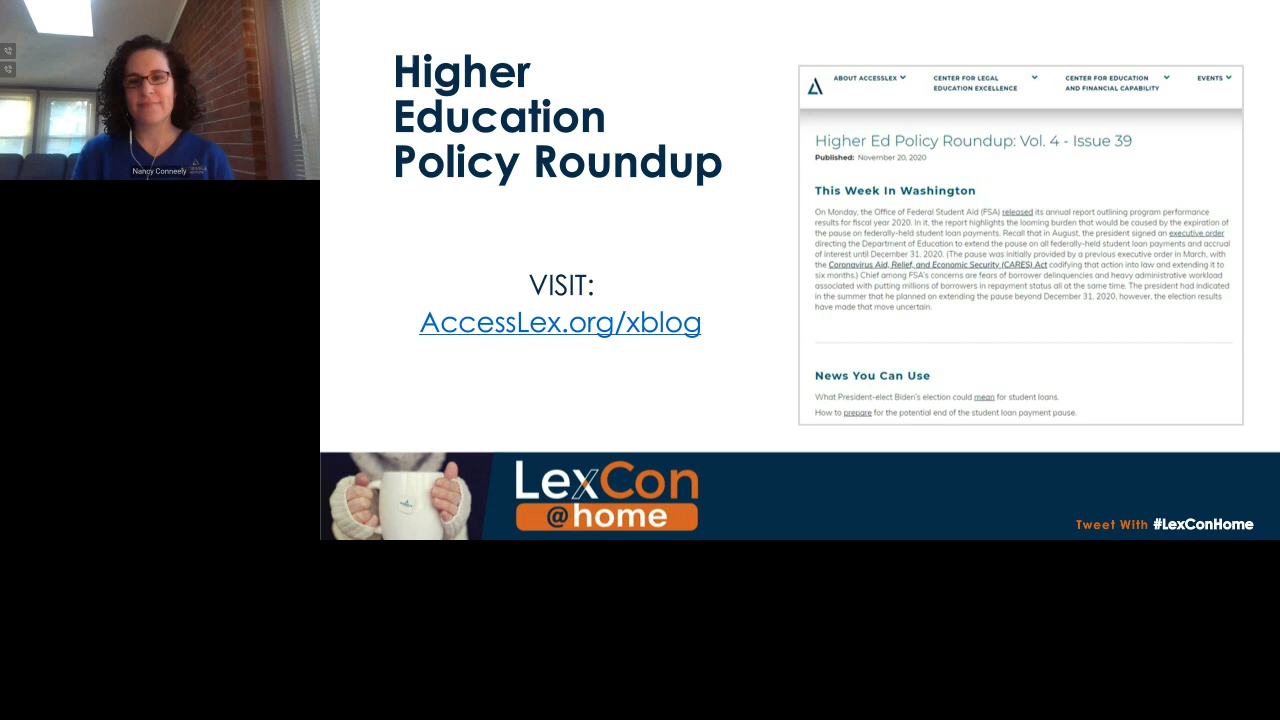 Nancy Conneely
Higher
Education
Policy Roundup
VISIT:
AccessLex.org/xblog
ABOUT ACCESSLEX
CENTER FOR LEGAL
EDUCATION EXCELLENCE
CENTER FOR EDUCATION
AND FINANCIAL CAPABILITY
EVENTS
Higher Ed Policy Roundup: Vol. 4 - Issue 39
Published: November 20, 2020
This Week In Washington
On Monday, the Office of Federal Student Aid (FSA) released its annual report outlining program performance
results for fiscal year 2020. In it, the report highlights the looming burden that would be caused by the expiration of
the pause on federally-held student loan payments. Recall that in August, the president signed an executive order
directing the Department of Education to extend the pause on all federally-held student loan payments and accrual
of interest until December 31, 2020. (The pause was initially provided by a previous executive order in March, with
the Coronavirus Aid, Relief, and Economic Security (CARES) Act codifying that action into law and extending it to
six months.) Chief among FSA's concerns are fears of borrower delinquencies and heavy administrative workload
associated with putting millions of borrowers in repayment status all at the same time. The president had indicated
in the summer that he planned on extending the pause beyond December 31, 2020, however, the election results
have made that move uncertain.
News You Can Use
What President-elect Biden's election could mean for student loans.
How to prepare for the potential end of the student loan payment pause.
LexCon
@home
Tweet With #LexConHome